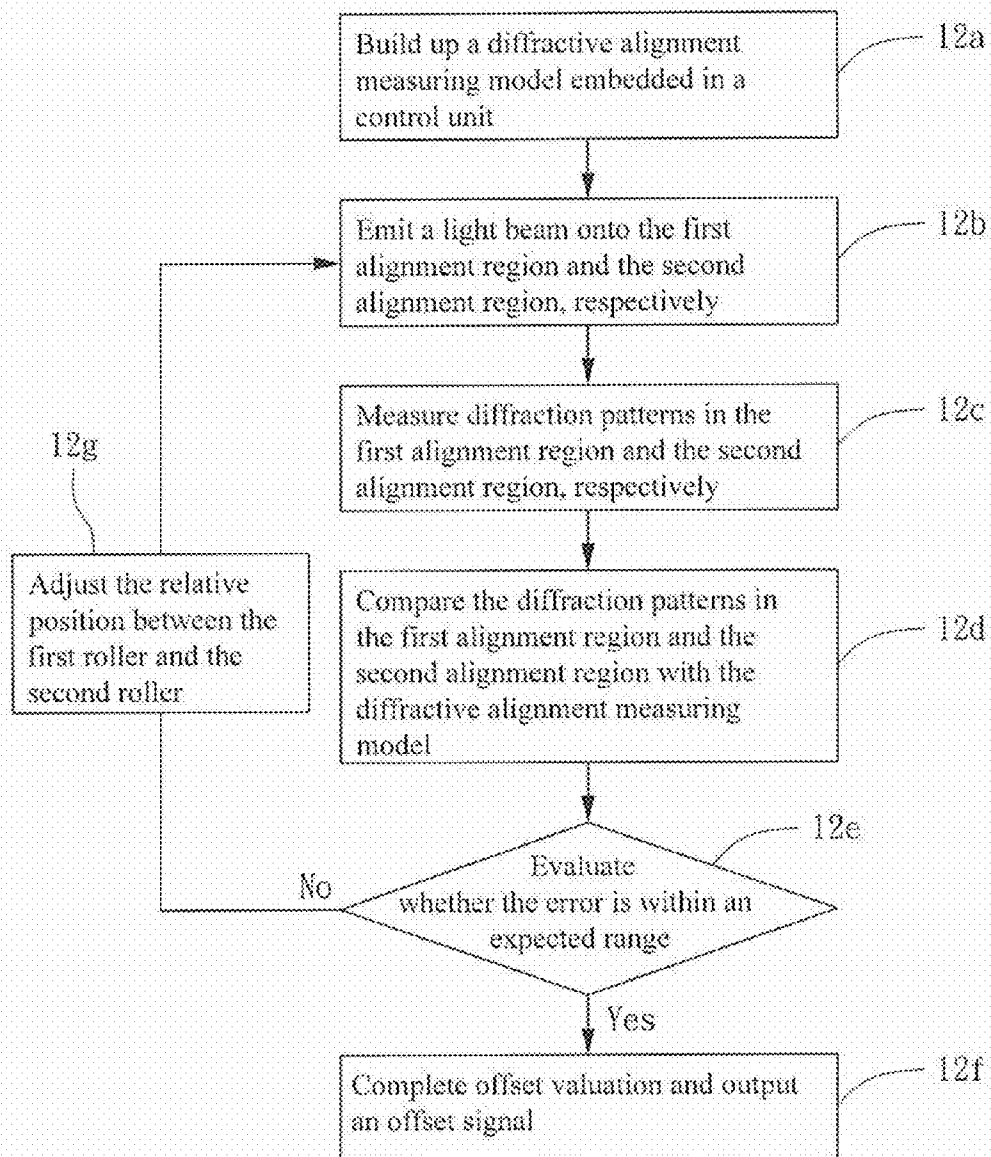 Build up a diffractive alignment
measuring model embedded in a
control unit
12a
Emit a light beam onto the first
alignment region and the second
alignment region, respectively
12b
Measure diffraction patterns in the
first alignment region and the second
alignment region, respectively
12c
12g
Adjust the relative
position between the
first roller and the
second roller
Compare the diffraction patterns in
the first alignment region and the
second alignment region with the
diffractive alignment measuring
model
12d
Evaluate
whether the error is within an
expected range
12e
No
Yes
Complete offset valuation and output
an offset signal
12f